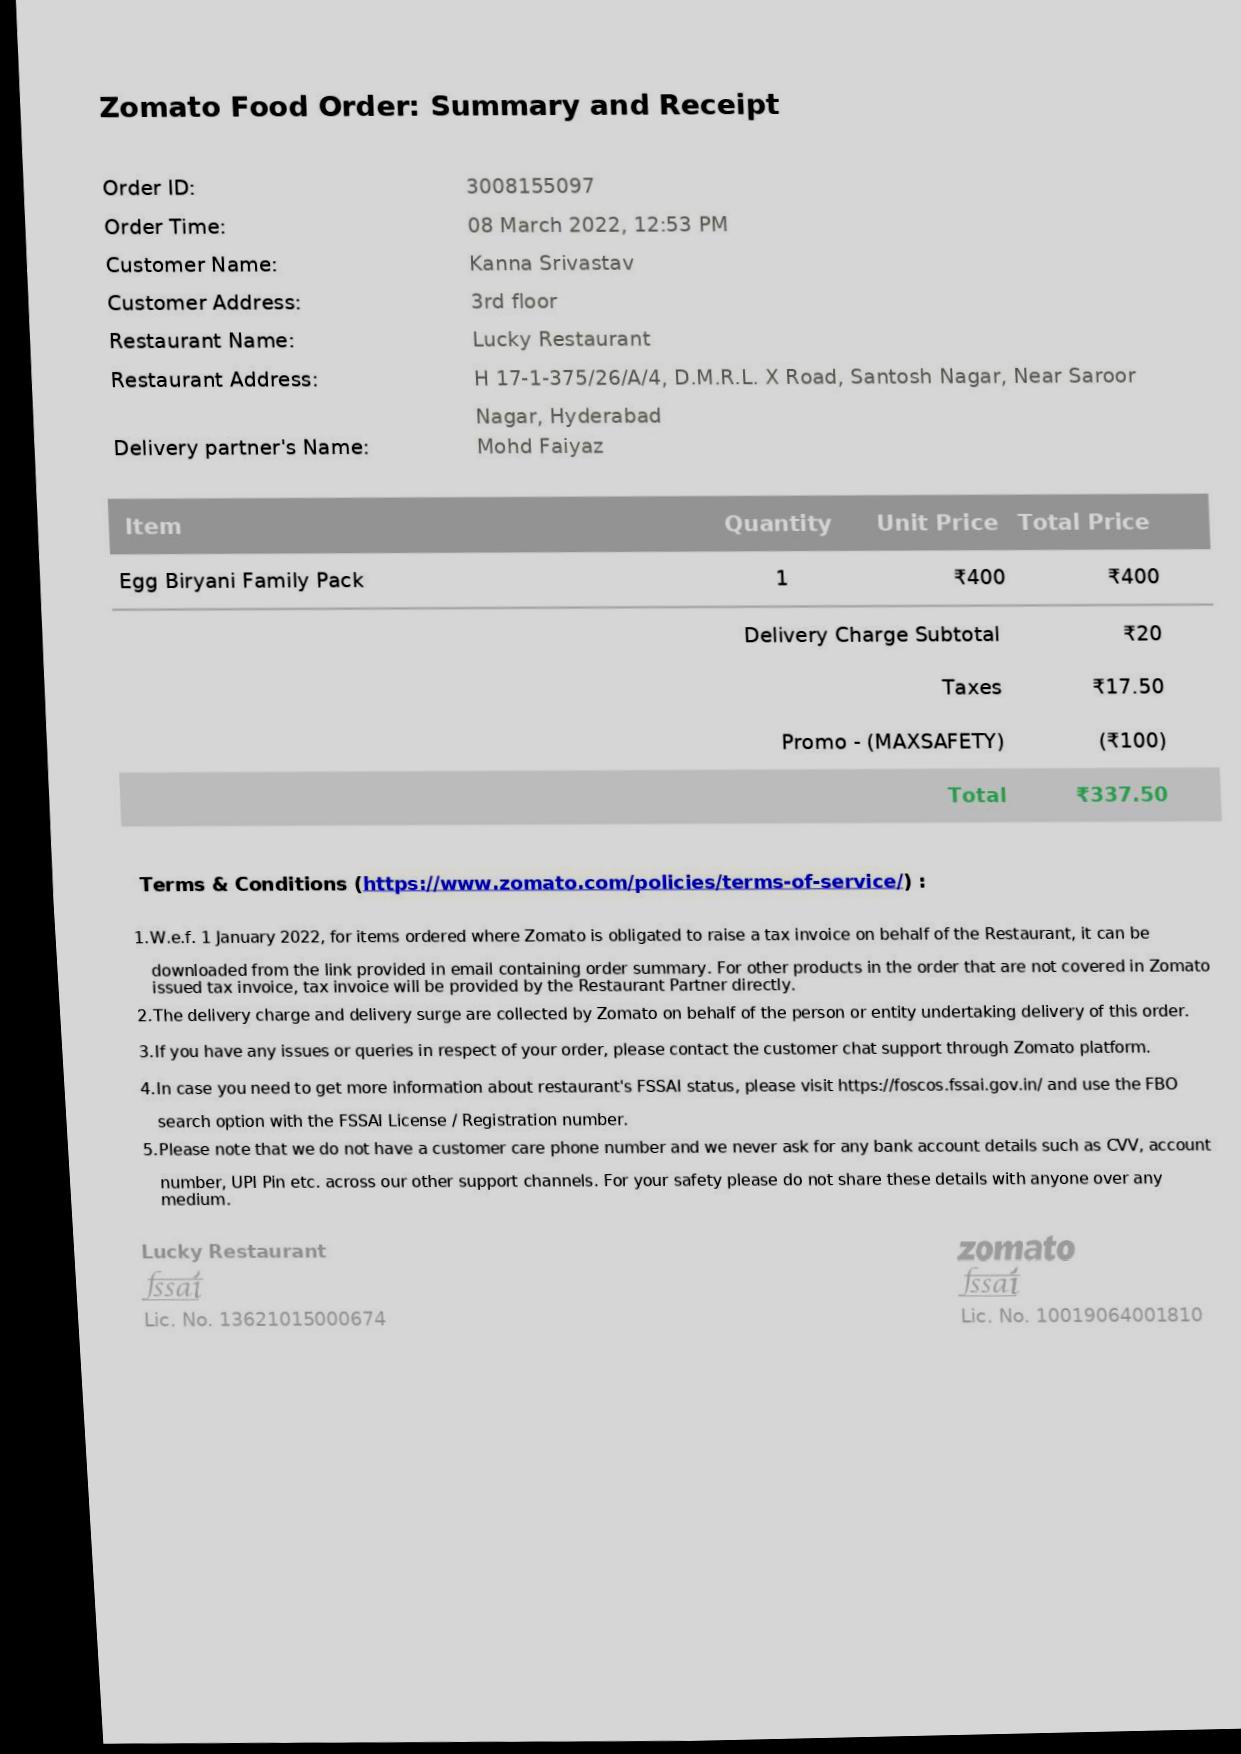 Zomato Food Order: Summary and Receipt
Order ID: 3008155097
Order Time: 08 March 2022, 12:53 PM
Customer Name: Kanna Srivastav
Customer Address: 3rd floor
Restaurant Name: Lucky Restaurant
Restaurant Address: H 17-1-375/26/A/4, D.M.R.L. X Road, Santosh Nagar, Near Saroor
Nagar, Hyderabad
Delivery partner's Name: Mohd Faiyaz
Item Quantity Unit Price Total Price
Egg Biryani Family Pack 1 ₹400 ₹400
Delivery Charge Subtotal ₹20
Taxes ₹17.50
Promo - (MAXSAFETY) (₹100)
Total ₹337.50
Terms & Conditions (https://www.zomato.com/policies/terms-of-service/) :
1.W.e.f. 1 January 2022, for items ordered where Zomato is obligated to raise a tax invoice on behalf of the Restaurant, it can be
downloaded from the link provided in email containing order summary. For other products in the order that are not covered in Zomato
issued tax invoice, tax invoice will be provided by the Restaurant Partner directly.
2.The delivery charge and delivery surge are collected by Zomato on behalf of the person or entity undertaking delivery of this order.
3.If you have any issues or queries in respect of your order, please contact the customer chat support through Zomato platform.
4.In case you need to get more information about restaurant's FSSAI status, please visit https://foscos.fssai.gov.in/ and use the FBO
search option with the FSSAI License / Registration number.
5.Please note that we do not have a customer care phone number and we never ask for any bank account details such as CVV, account
number, UPI Pin etc. across our other support channels. For your safety please do not share these details with anyone over any
medium.
Lucky Restaurant zomato
fssai fssai
Lic. No. 13621015000674 Lic. No. 10019064001810